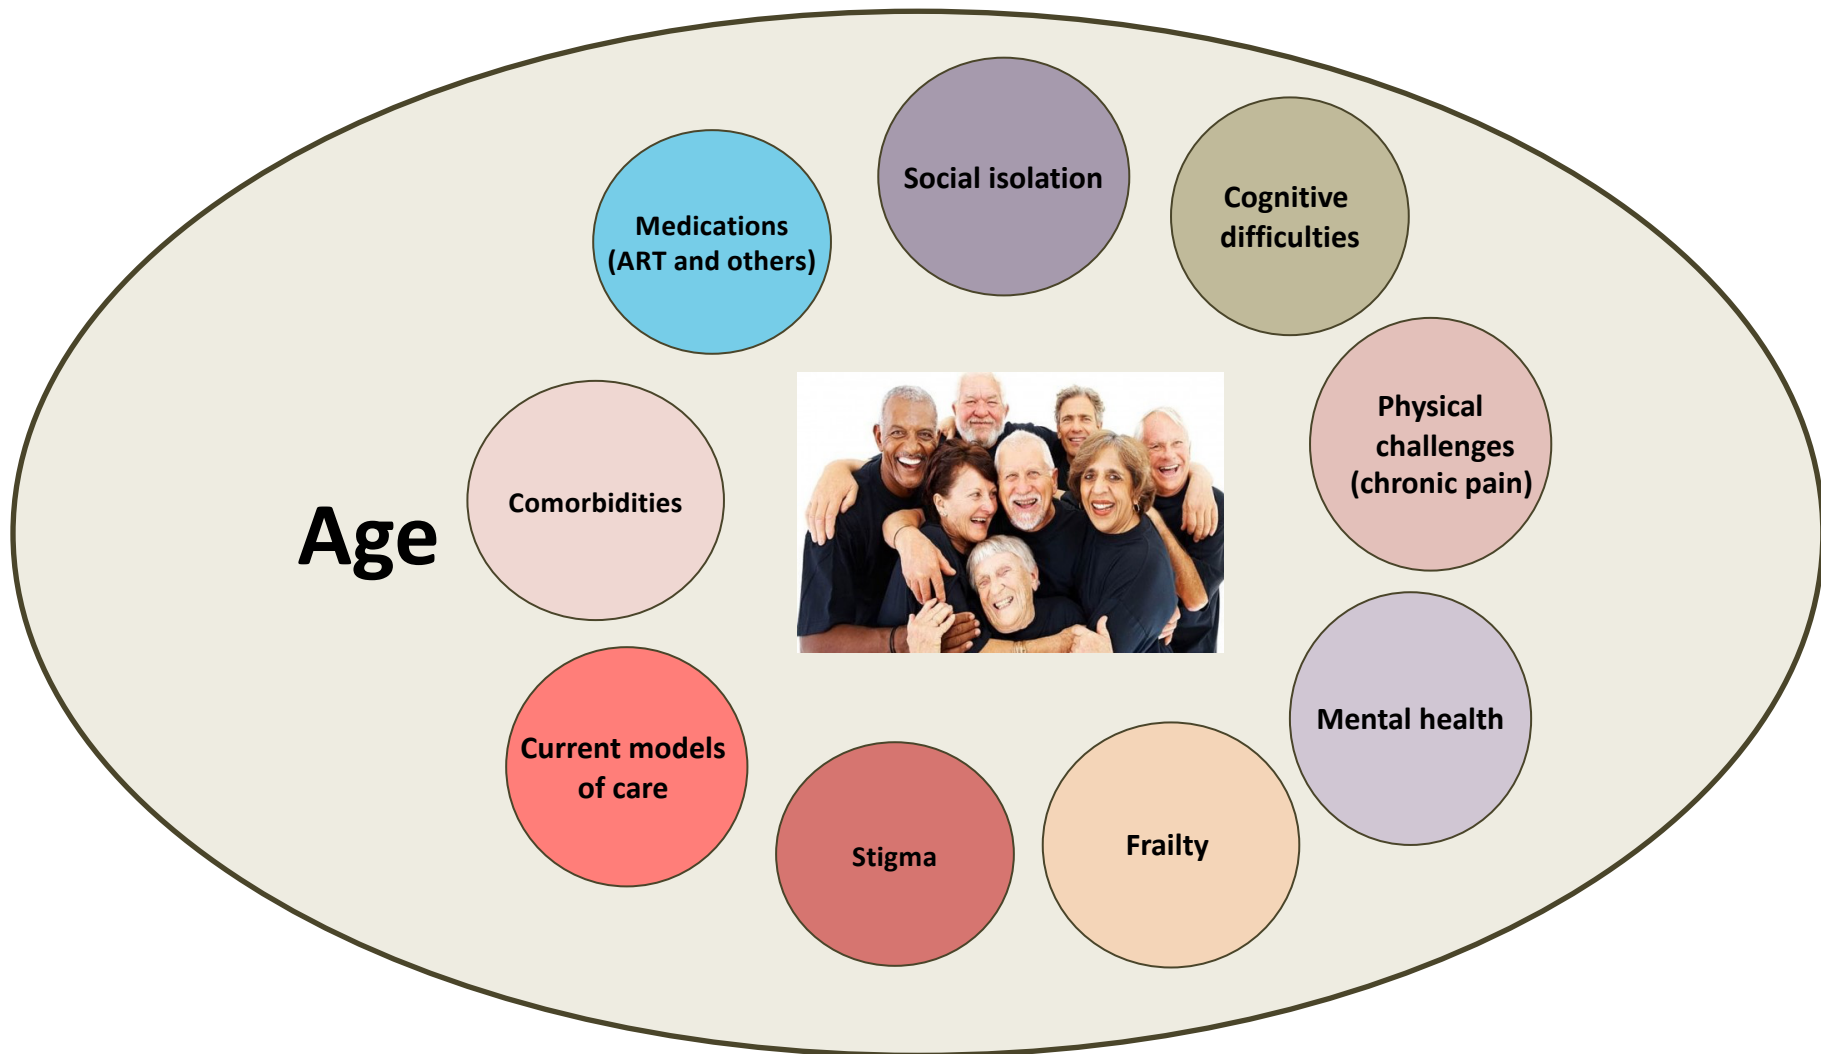 Social isolation
Cognitive
difficulties
Medications
(ART and others)
Physical
challenges
(chronic pain)
Comorbidities
Age
Mental health
Current models
of care
Frailty
Stigma